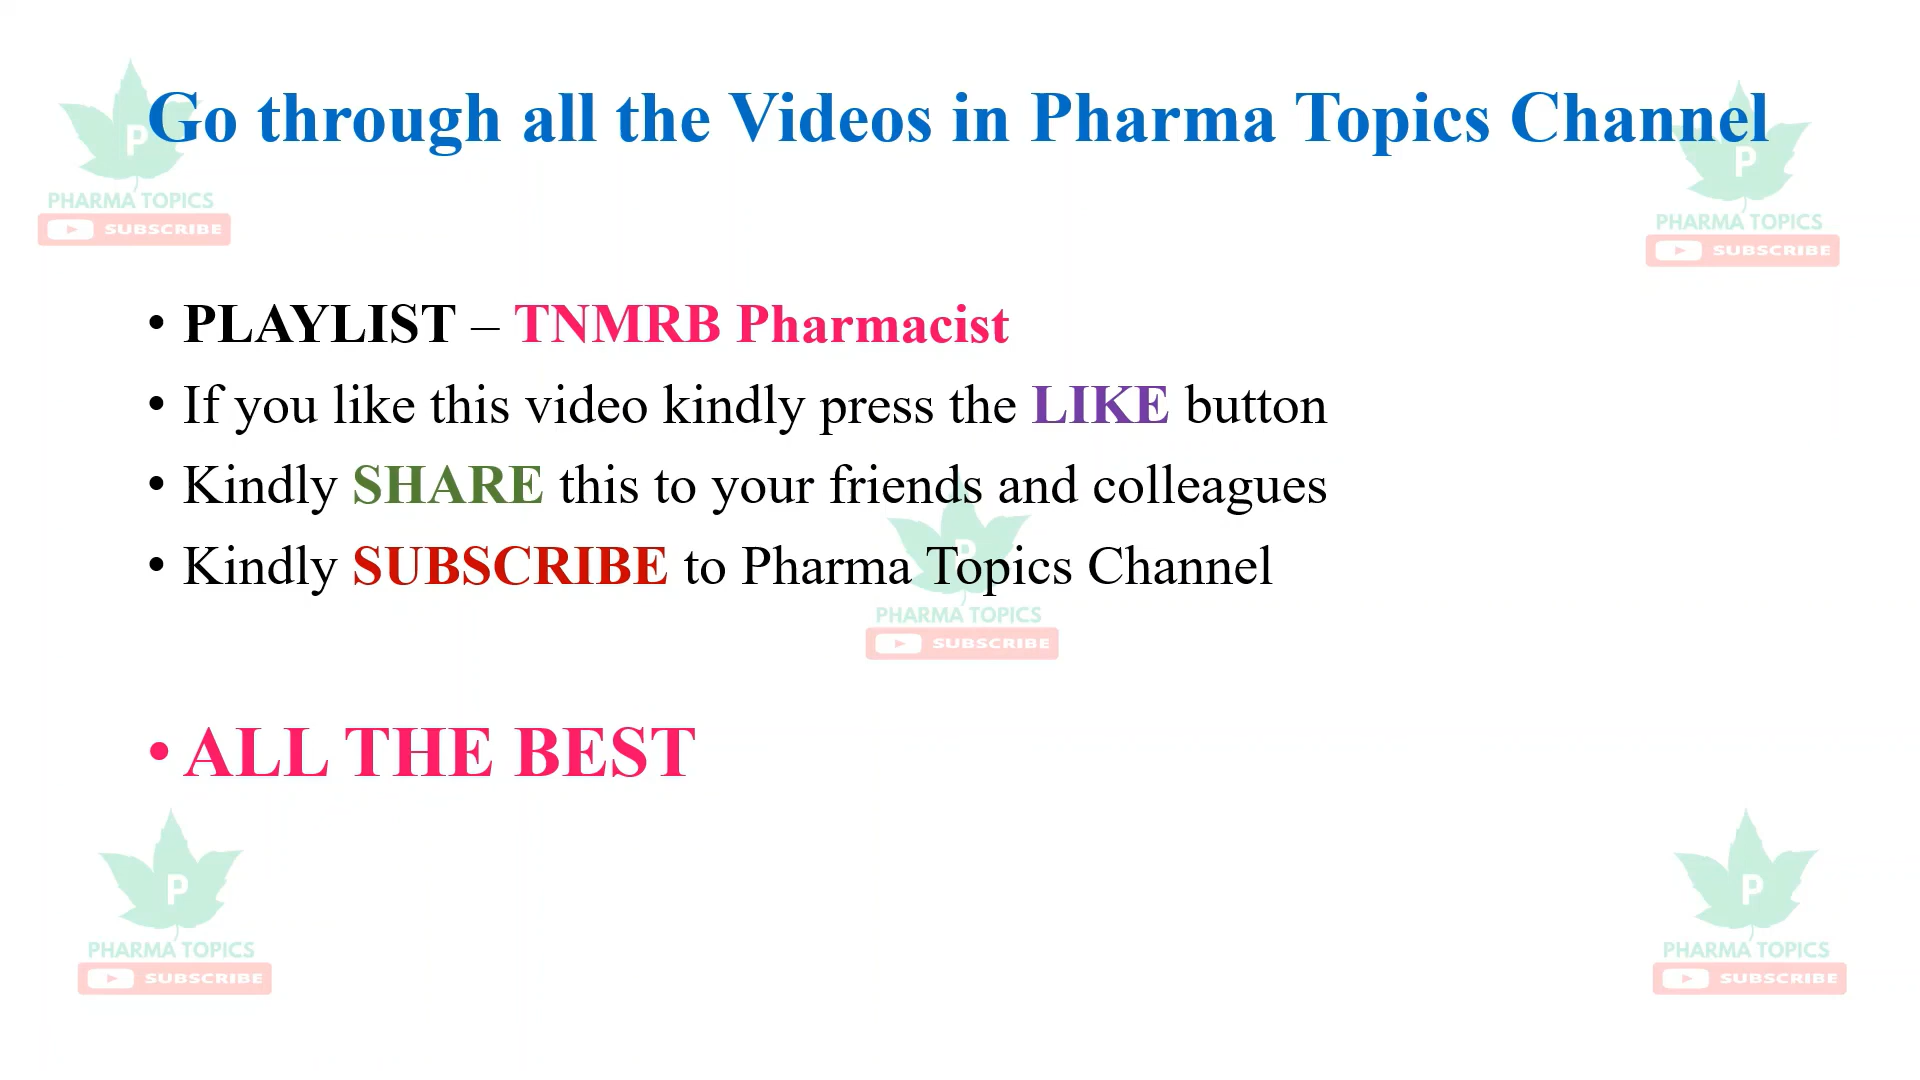 Go through all the Videos in Pharma Topics Channel
P
PHARMA TOPICS
SUBSCRIBE
P
PHARMA TOPICS
SUBSCRIBE
• PLAYLIST – TNMRB Pharmacist
• If you like this video kindly press the LIKE button
• Kindly SHARE this to your friends and colleagues
• Kindly SUBSCRIBE to Pharma Topics Channel
P
PHARMA TOPICS
SUBSCRIBE
• ALL THE BEST
P
PHARMA TOPICS
SUBSCRIBE
P
PHARMA TOPICS
SUBSCRIBE